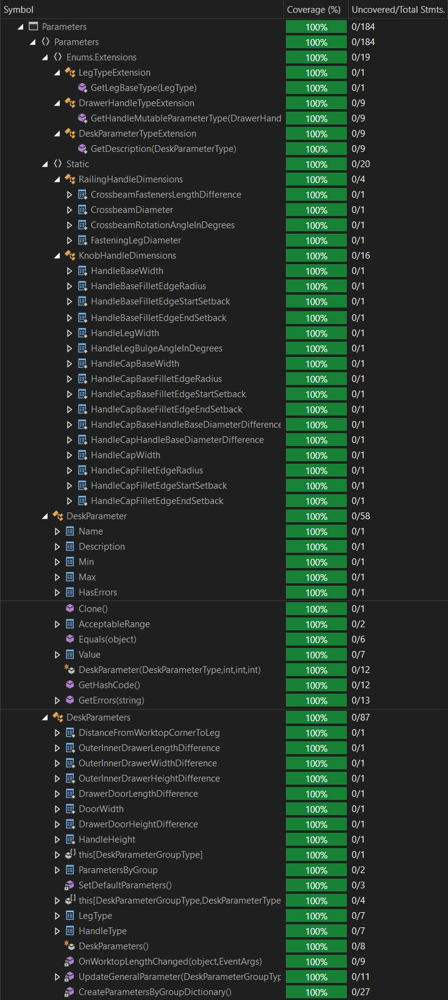 Symbol Coverage (%) Uncovered/Total Stmts.
Parameters 100% 0/184
Parameters 100% 0/184
Enums.Extensions 100% 0/19
LegTypeExtension 100% 0/1
GetLegBaseType(LegType) 100% 0/1
DrawerHandleTypeExtension 100% 0/9
GetHandleMutableParameterType(DrawerHand 100% 0/9
DeskParameterTypeExtension 100% 0/9
GetDescription(DeskParameterType) 100% 0/9
Static 100% 0/20
RailingHandleDimensions 100% 0/4
CrossbeamFastenersLengthDifference 100% 0/1
CrossbeamDiameter 100% 0/1
CrossbeamRotationAngleInDegrees 100% 0/1
FasteningLegDiameter 100% 0/1
KnobHandleDimensions 100% 0/16
HandleBaseWidth 100% 0/1
HandleBaseFilletEdgeRadius 100% 0/1
HandleBaseFilletEdgeStartSetback 100% 0/1
HandleBaseFilletEdgeEndSetback 100% 0/1
HandleLegWidth 100% 0/1
HandleLegBulgeAngleInDegrees 100% 0/1
HandleCapBaseWidth 100% 0/1
HandleCapBaseFilletEdgeRadius 100% 0/1
HandleCapBaseFilletEdgeStartSetback 100% 0/1
HandleCapBaseFilletEdgeEndSetback 100% 0/1
HandleCapBaseHandleBaseDiameterDifference 100% 0/1
HandleCapHandleBaseDiameterDifference 100% 0/1
HandleCapWidth 100% 0/1
HandleCapFilletEdgeRadius 100% 0/1
HandleCapFilletEdgeStartSetback 100% 0/1
HandleCapFilletEdgeEndSetback 100% 0/1
DeskParameter 100% 0/58
Name 100% 0/1
Description 100% 0/1
Min 100% 0/1
Max 100% 0/1
HasErrors 100% 0/1
Clone() 100% 0/1
AcceptableRange 100% 0/2
Equals(object) 100% 0/6
Value 100% 0/7
DeskParameter(DeskParameterType,int,int,int) 100% 0/12
GetHashCode() 100% 0/12
GetErrors(string) 100% 0/13
DeskParameters 100% 0/87
DistanceFromWorktopCornerToLeg 100% 0/1
OuterInnerDrawerLengthDifference 100% 0/1
OuterInnerDrawerWidthDifference 100% 0/1
OuterInnerDrawerHeightDifference 100% 0/1
DrawerDoorLengthDifference 100% 0/1
DoorWidth 100% 0/1
DrawerDoorHeightDifference 100% 0/1
HandleHeight 100% 0/1
this[DeskParameterGroupType] 100% 0/1
ParametersByGroup 100% 0/2
SetDefaultParameters() 100% 0/3
this[DeskParameterGroupType,DeskParameterType 100% 0/4
LegType 100% 0/7
HandleType 100% 0/7
DeskParameters() 100% 0/8
OnWorktopLengthChanged(object,EventArgs) 100% 0/9
UpdateGeneralParameter(DeskParameterGroupTyp 100% 0/11
CreateParametersByGroupDictionary() 100% 0/27